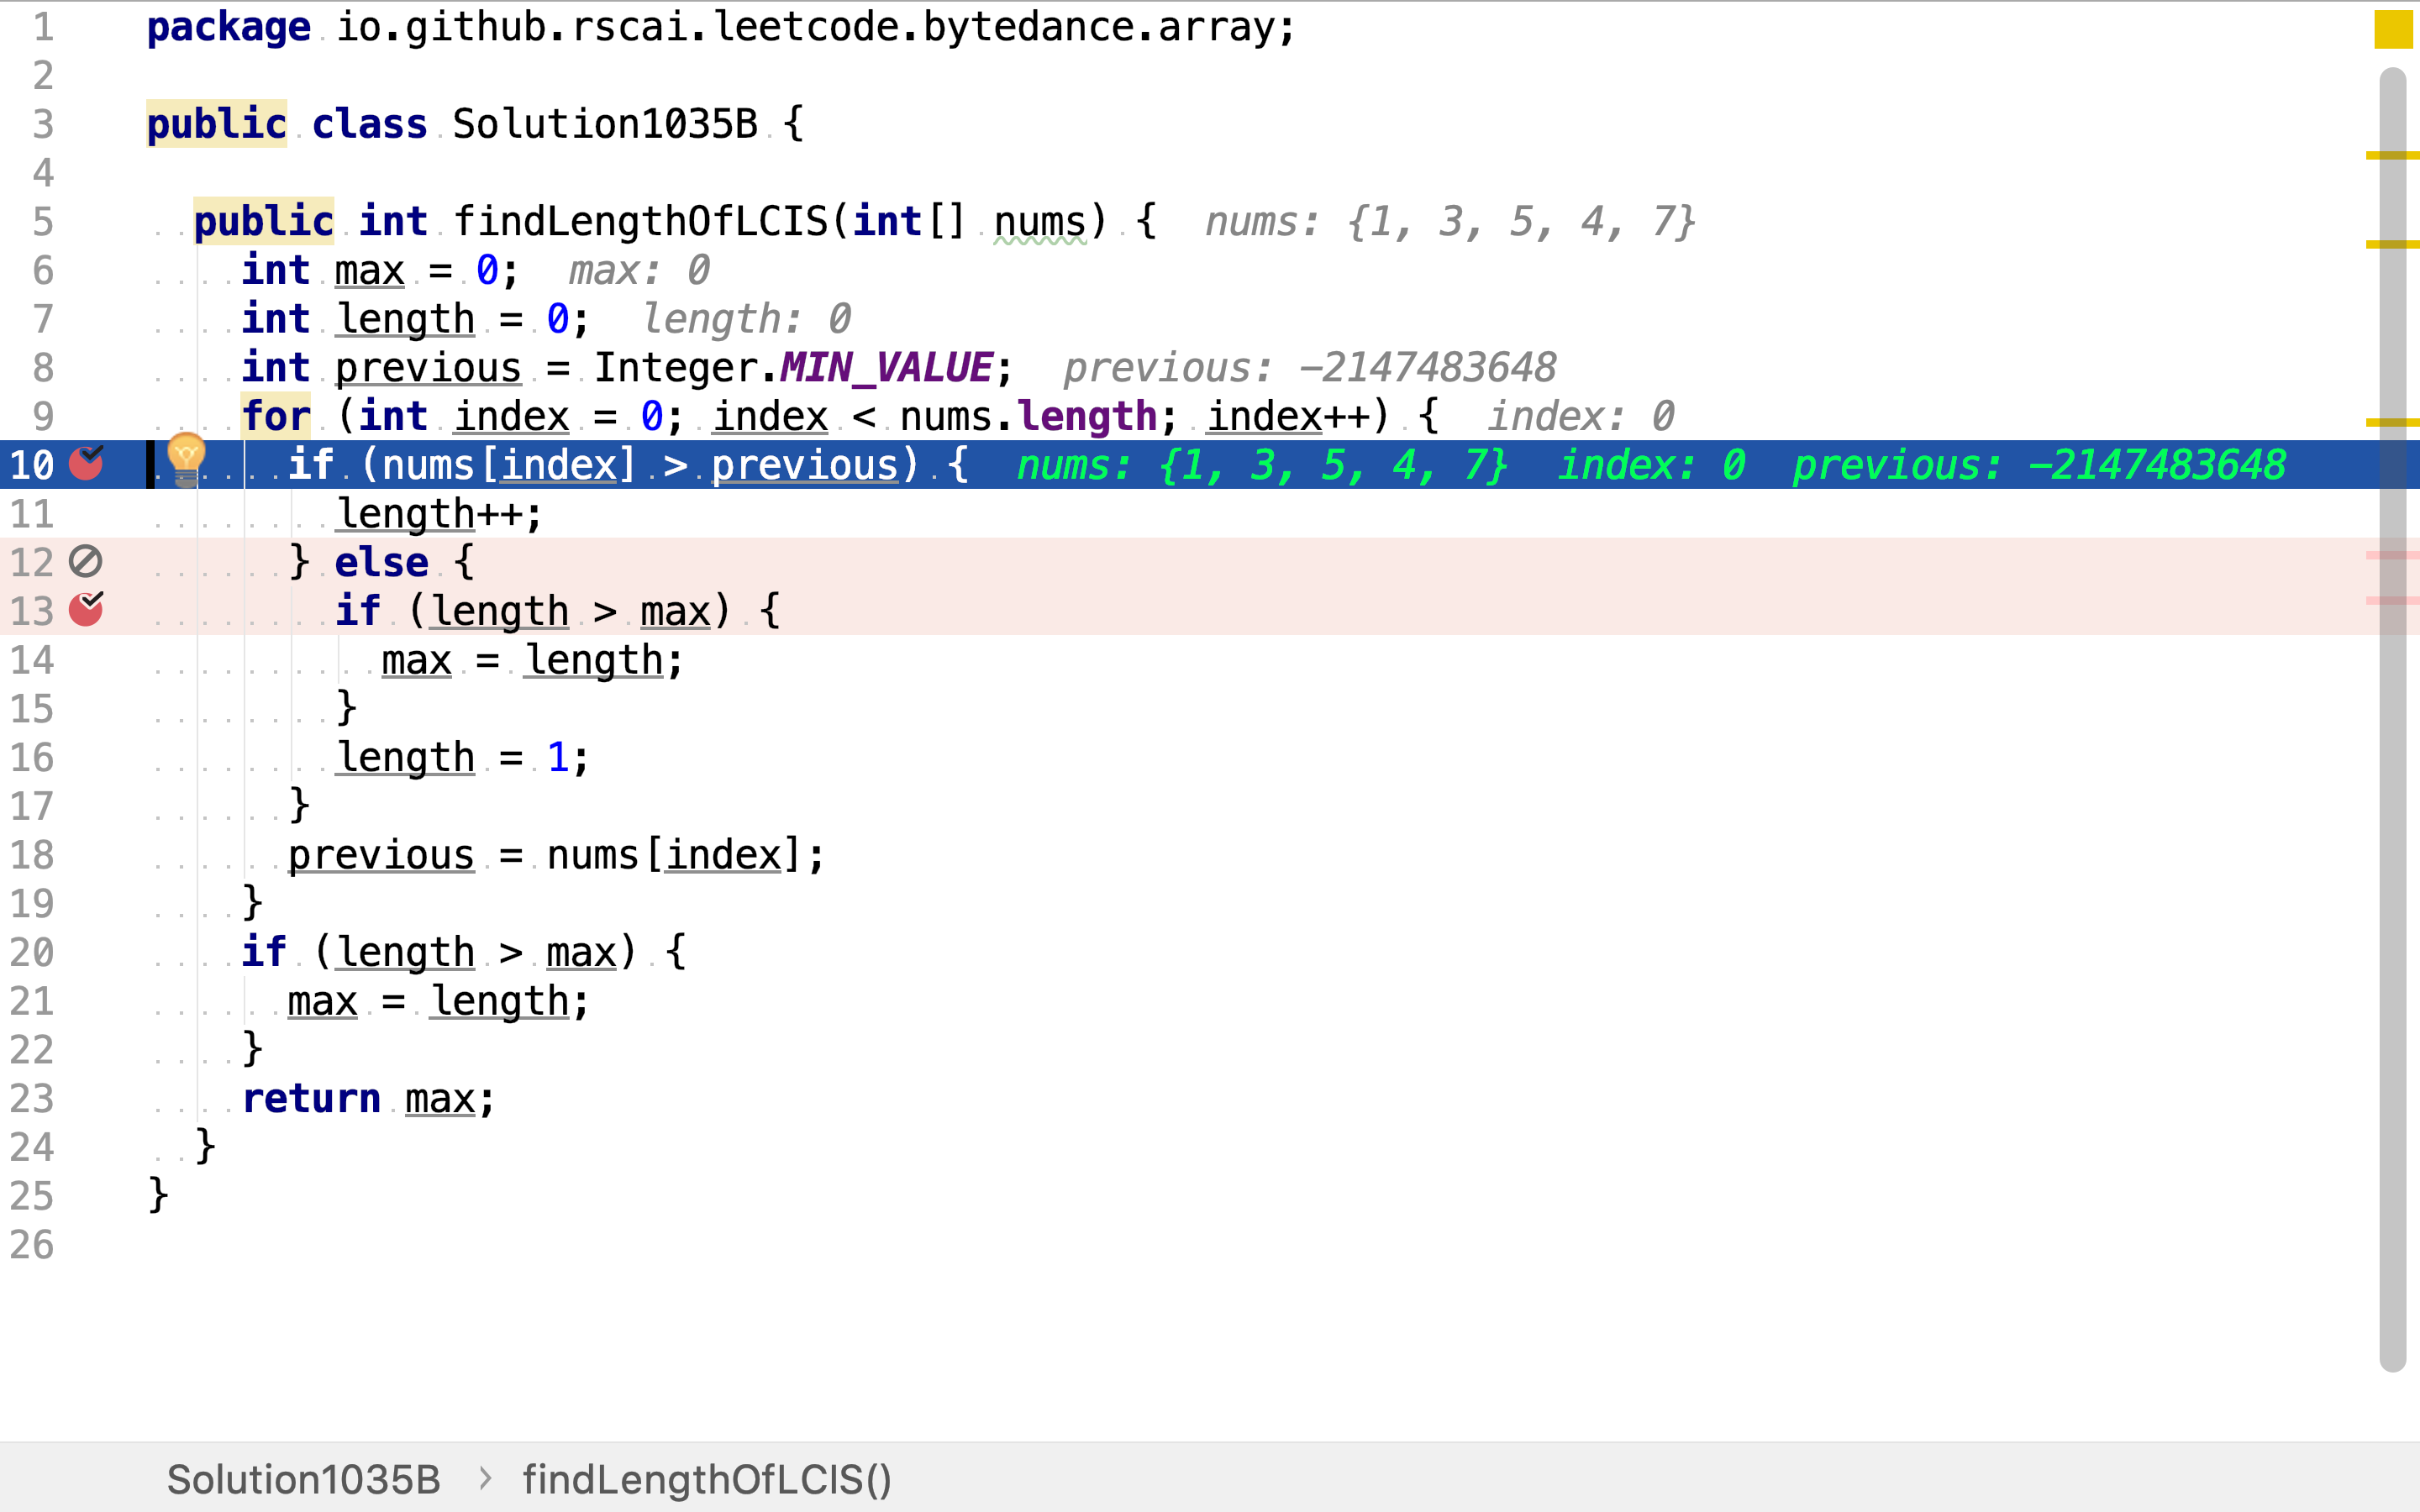 1 package io.github.rscai.leetcode.bytedance.array;
2
3 public class Solution1035B {
4
5 public int findLengthOfLCIS(int[] nums) { nums: {1, 3, 5, 4, 7}
6 int max = 0; max: 0
7 int length = 0; length: 0
8 int previous = Integer.MIN_VALUE; previous: −2147483648
9 for (int index = 0; index < nums.length; index++) { index: 0
10 if (nums[index] > previous) { nums: {1, 3, 5, 4, 7} index: 0 previous: −2147483648
11 length++;
12 } else {
13 if (length > max) {
14 max = length;
15 }
16 length = 1;
17 }
18 previous = nums[index];
19 }
20 if (length > max) {
21 max = length;
22 }
23 return max;
24 }
25 }
26
Solution1035B › findLengthOfLCIS()